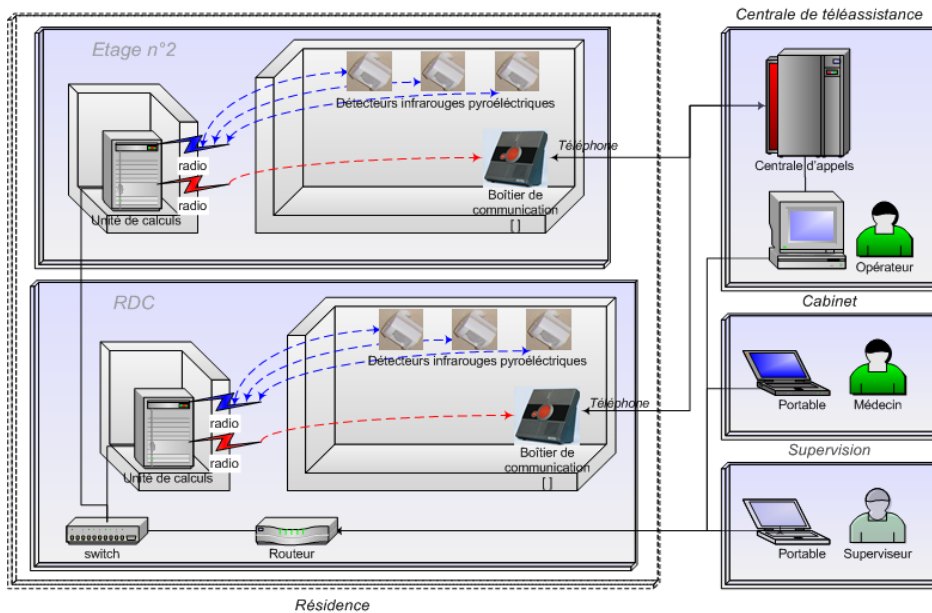 Centrale de téléassistance
Etage n°2
Détecteurs infrarouges pyroélectriques
radio
radio
Unité de calculs
Téléphone
Boîtier de
communication
[ ]
Centrale d'appels
Opérateur
RDC
Détecteurs infrarouges pyroélectriques
radio
radio
Unité de calculs
Téléphone
Boîtier de
communication
[ ]
Cabinet
Portable
Médecin
Supervision
switch
Routeur
Portable
Superviseur
Résidence